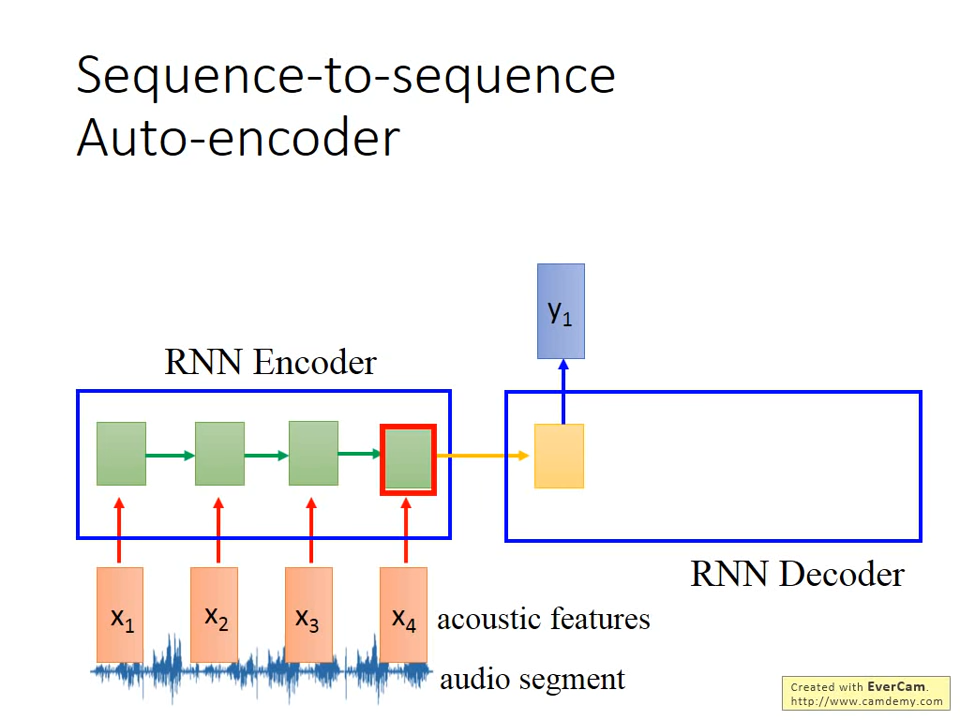 Sequence-to-sequence
Auto-encoder
y1
RNN Encoder
RNN Decoder
x1 x2 x3 x4 acoustic features
audio segment
Created with EverCam.
http://www.camdemy.com